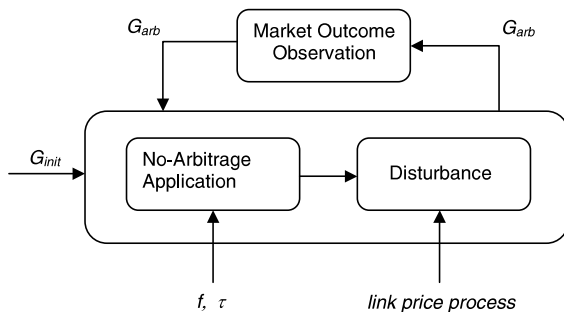 G_arb
Market Outcome
Observation
G_arb
G_init
No-Arbitrage
Application
Disturbance
f, τ
link price process